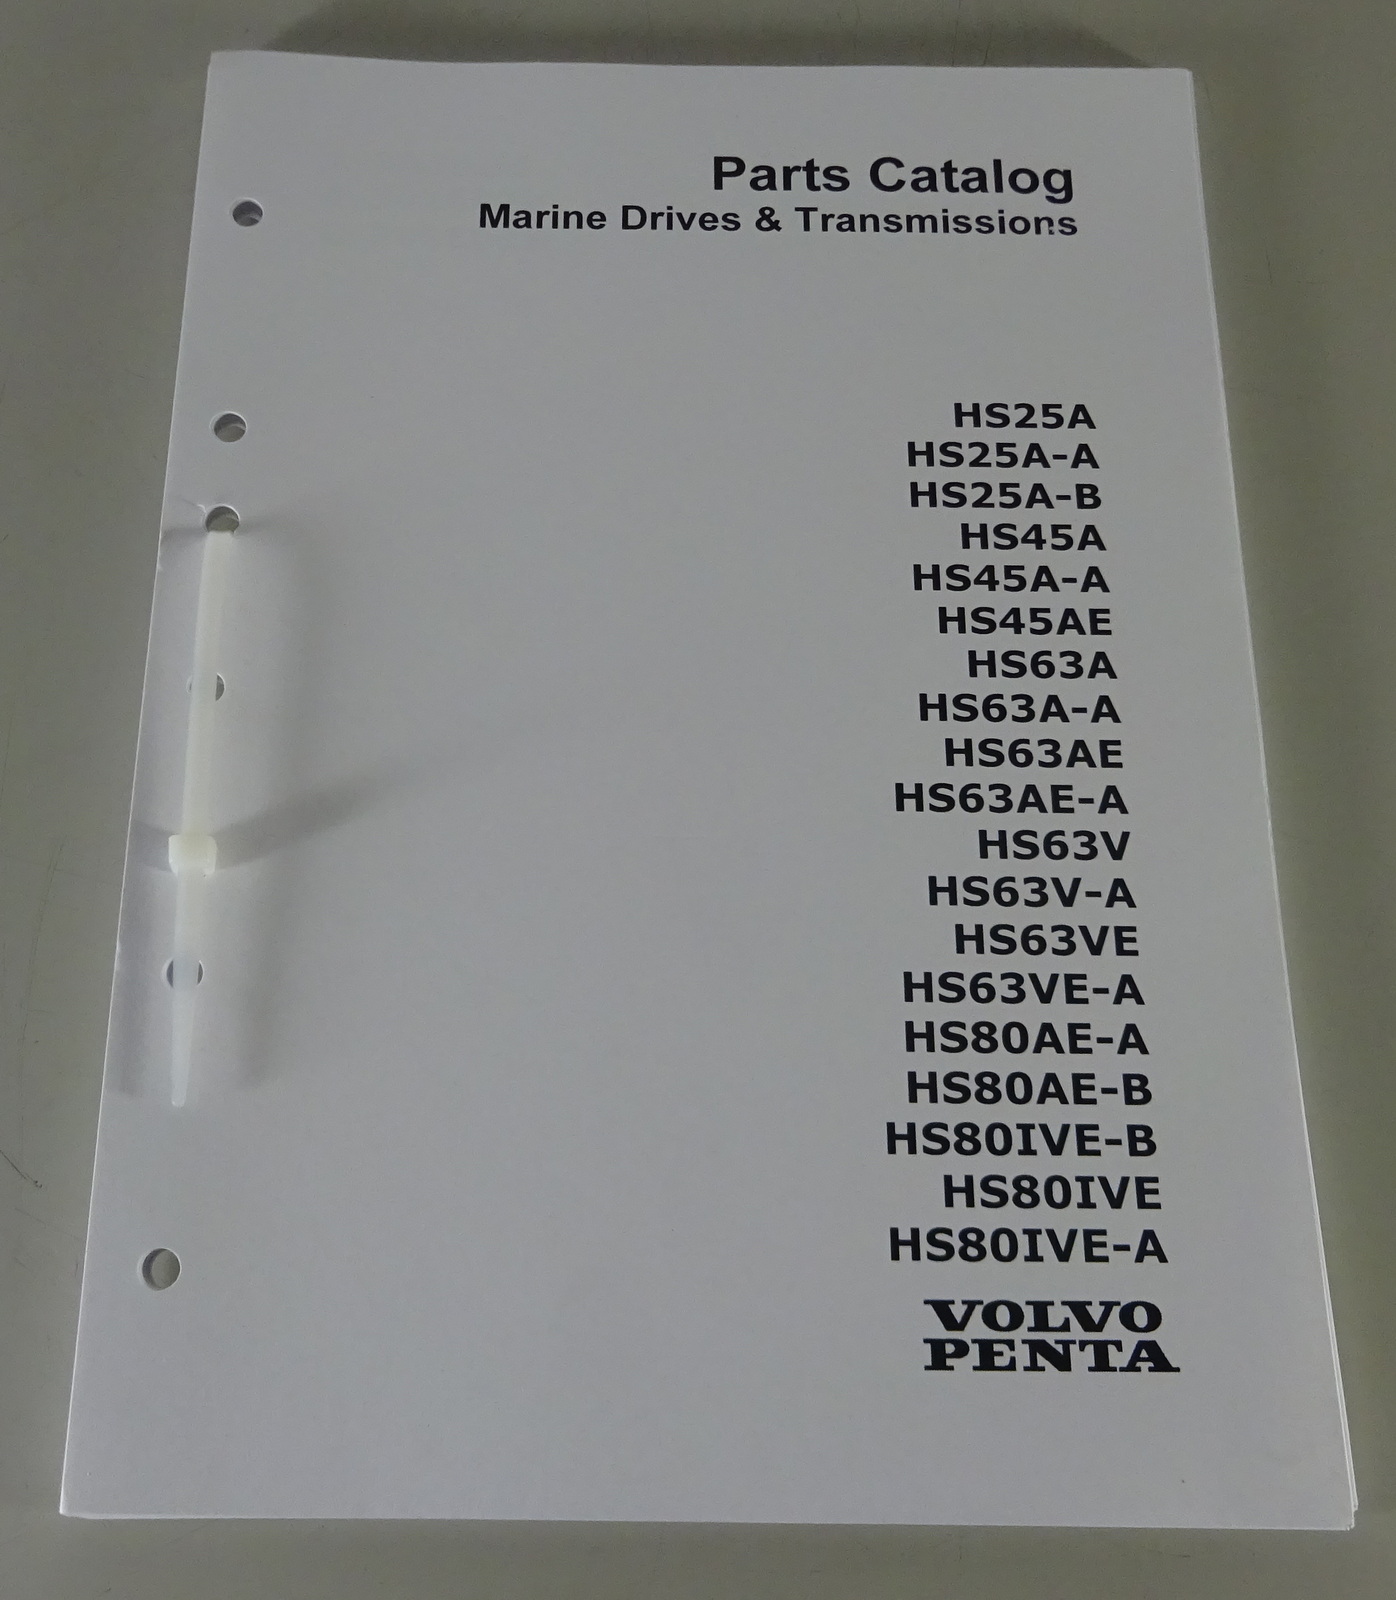 Parts Catalog
Marine Drives & Transmissions
HS25A
HS25A-A
HS25A-B
HS45A
HS45A-A
HS45AE
HS63A
HS63A-A
HS63AE
HS63AE-A
HS63V
HS63V-A
HS63VE
HS63VE-A
HS80AE-A
HS80AE-B
HS80IVE-B
HS80IVE
HS80IVE-A
VOLVO
PENTA